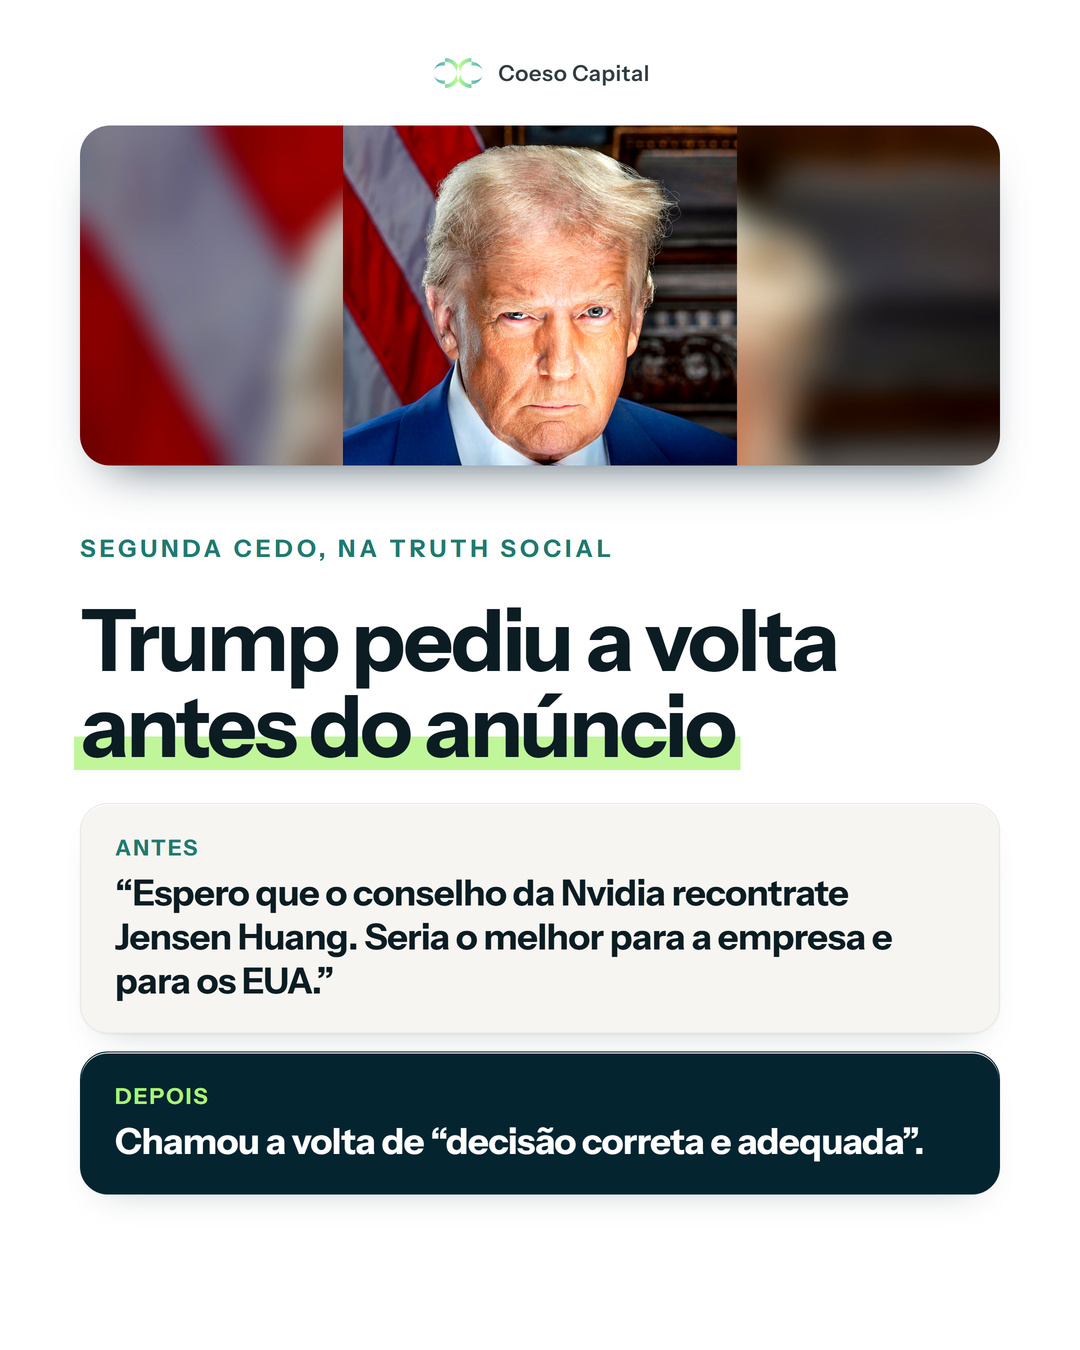 Coeso Capital
SEGUNDA CEDO, NA TRUTH SOCIAL
Trump pediu a volta
antes do anúncio
ANTES
“Espero que o conselho da Nvidia recontrate
Jensen Huang. Seria o melhor para a empresa e
para os EUA.”
DEPOIS
Chamou a volta de “decisão correta e adequada”.